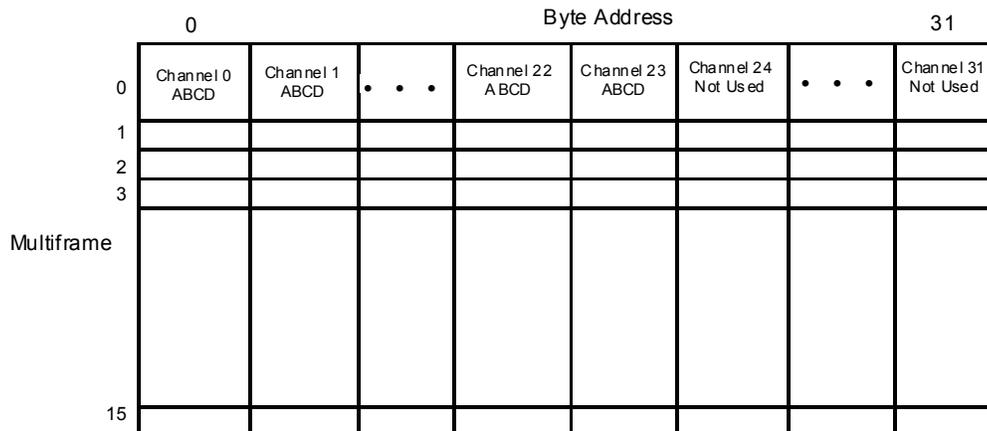 Byte Address
0 31
0 Channel 0 Channel 1 • • • Channel 22 Channel 23 Channel 24 • • • Channel 31
ABCD ABCD ABCD ABCD Not Used Not Used
1
2
3
Multiframe
15